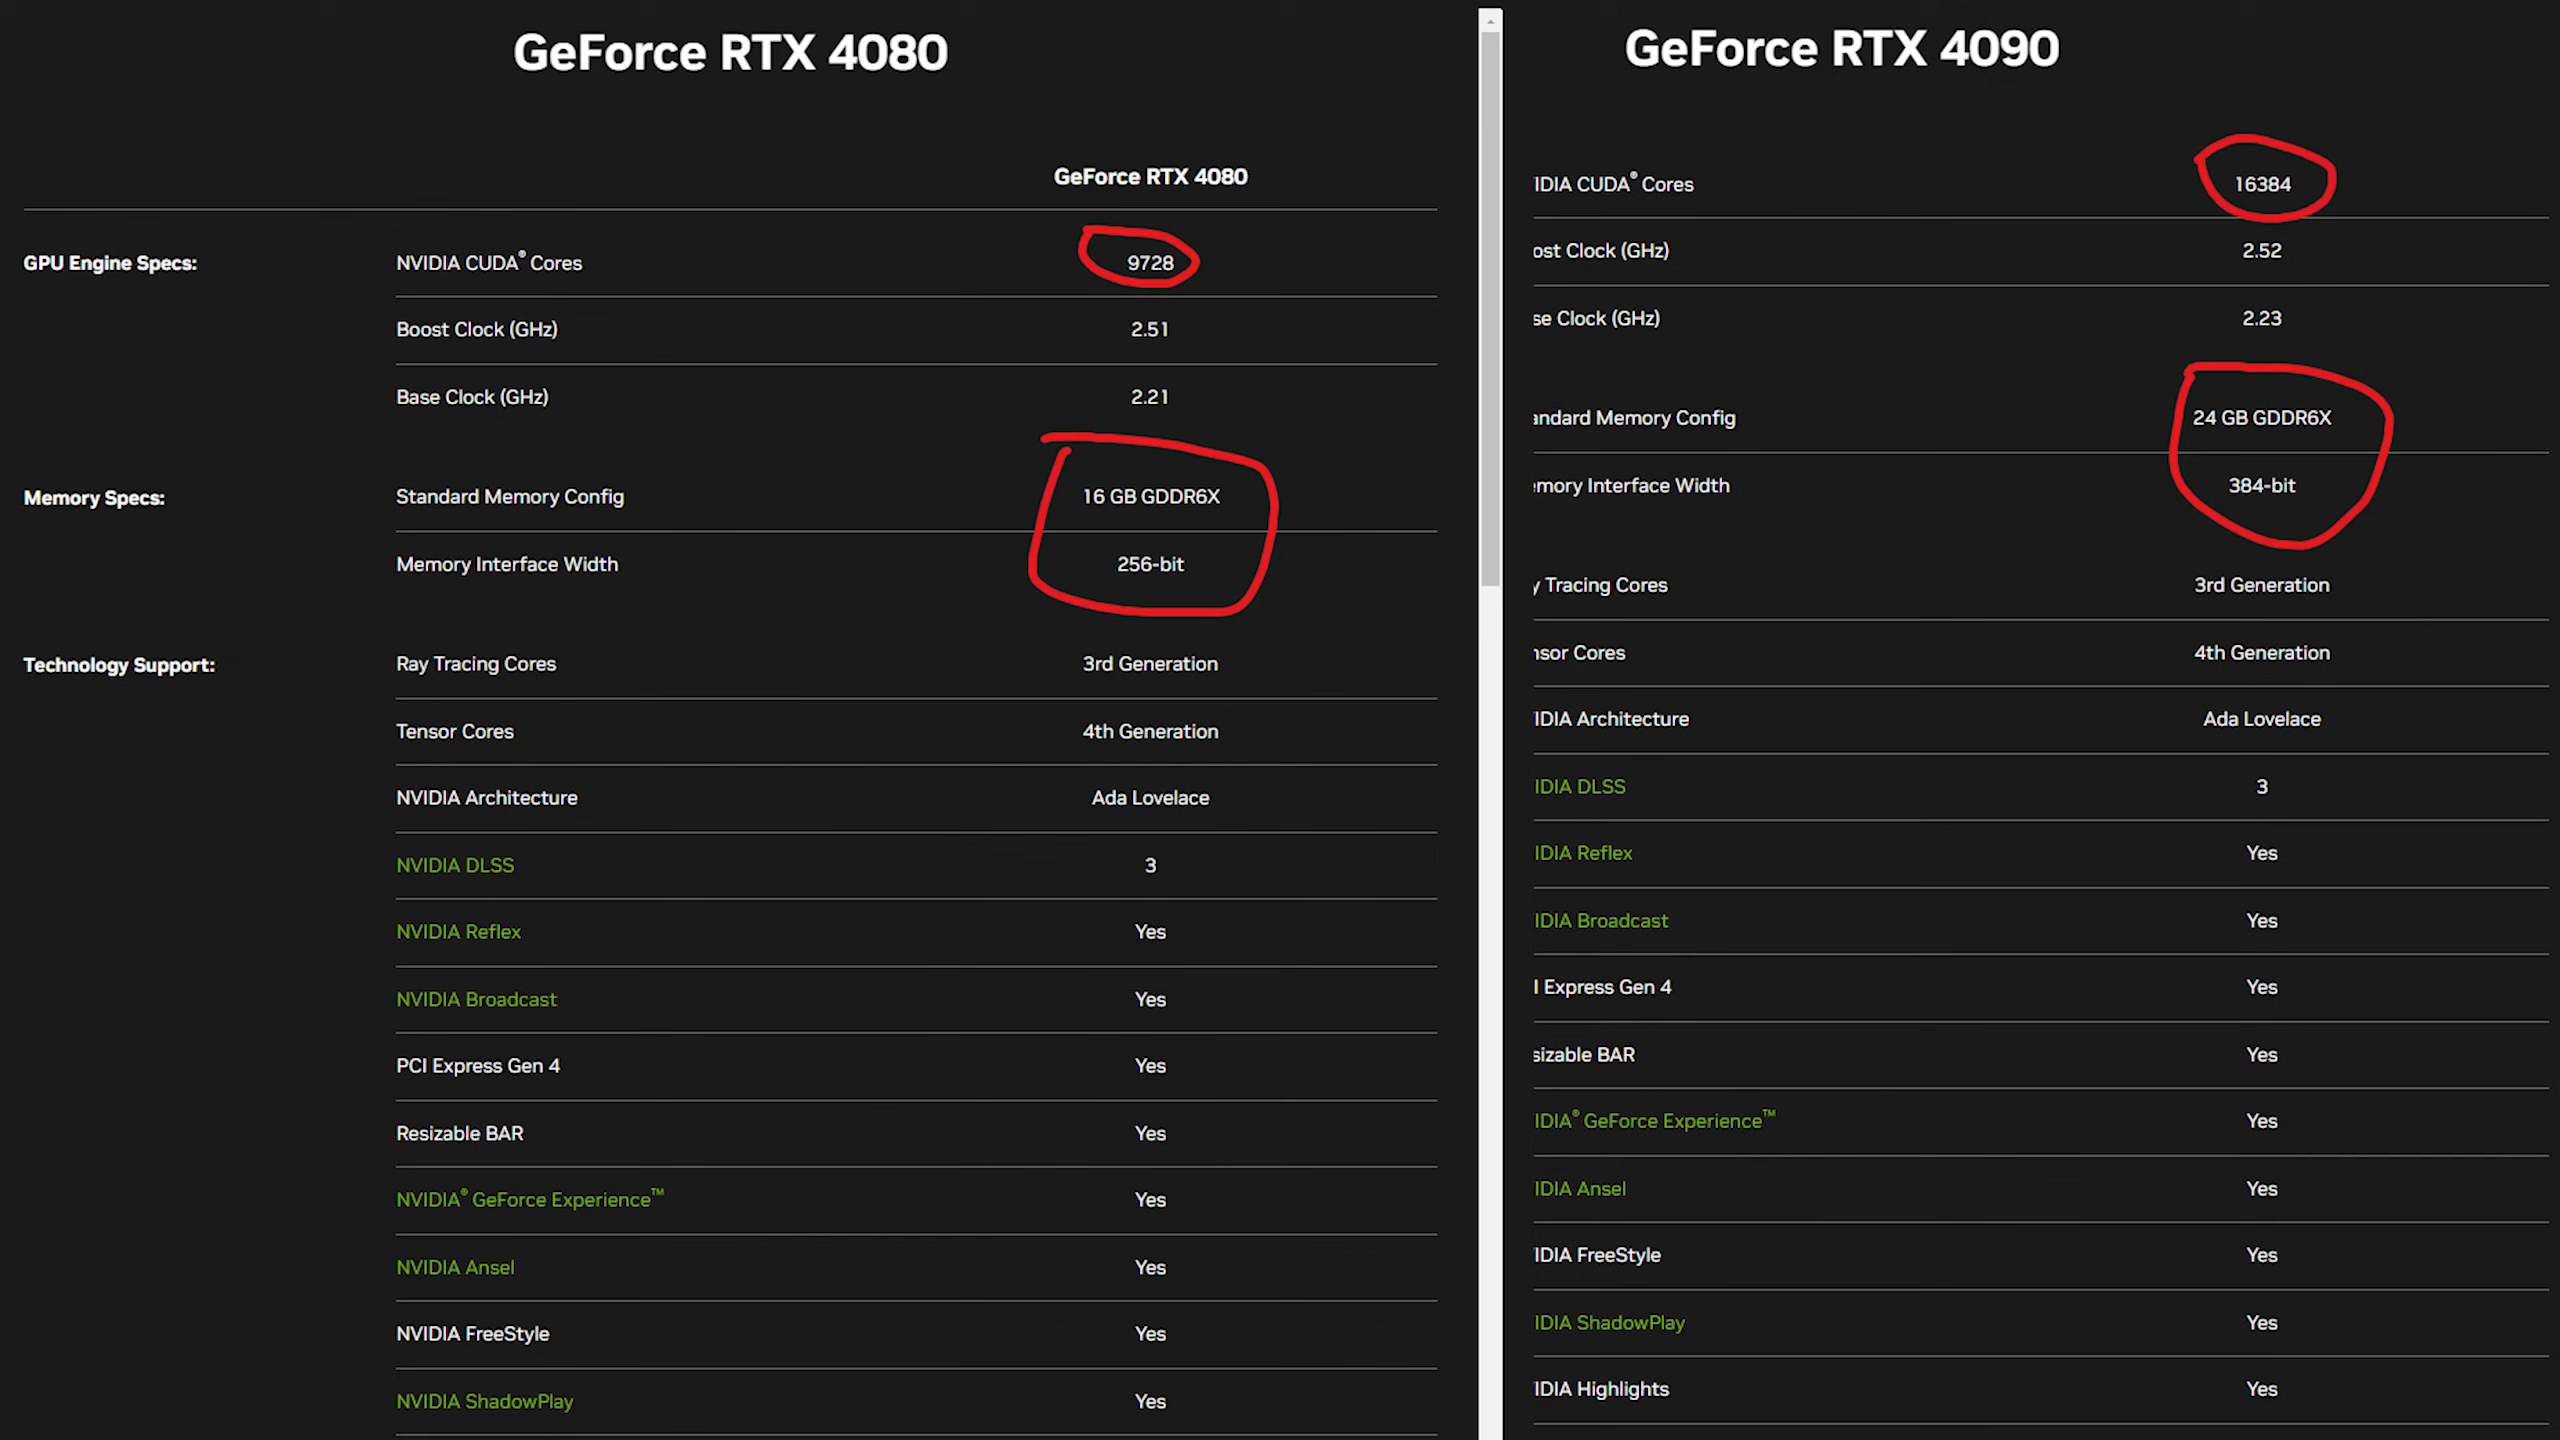 GeForce RTX 4080
GeForce RTX 4080
GPU Engine Specs: NVIDIA CUDA® Cores 9728
Boost Clock (GHz) 2.51
Base Clock (GHz) 2.21
Memory Specs: Standard Memory Config 16 GB GDDR6X
Memory Interface Width 256-bit
Technology Support: Ray Tracing Cores 3rd Generation
Tensor Cores 4th Generation
NVIDIA Architecture Ada Lovelace
NVIDIA DLSS 3
NVIDIA Reflex Yes
NVIDIA Broadcast Yes
PCI Express Gen 4 Yes
Resizable BAR Yes
NVIDIA® GeForce Experience™ Yes
NVIDIA Ansel Yes
NVIDIA FreeStyle Yes
NVIDIA ShadowPlay Yes
GeForce RTX 4090
IDIA CUDA® Cores 16384
ost Clock (GHz) 2.52
se Clock (GHz) 2.23
andard Memory Config 24 GB GDDR6X
emory Interface Width 384-bit
y Tracing Cores 3rd Generation
nsor Cores 4th Generation
IDIA Architecture Ada Lovelace
IDIA DLSS 3
IDIA Reflex Yes
IDIA Broadcast Yes
I Express Gen 4 Yes
sizable BAR Yes
IDIA® GeForce Experience™ Yes
IDIA Ansel Yes
IDIA FreeStyle Yes
IDIA ShadowPlay Yes
IDIA Highlights Yes